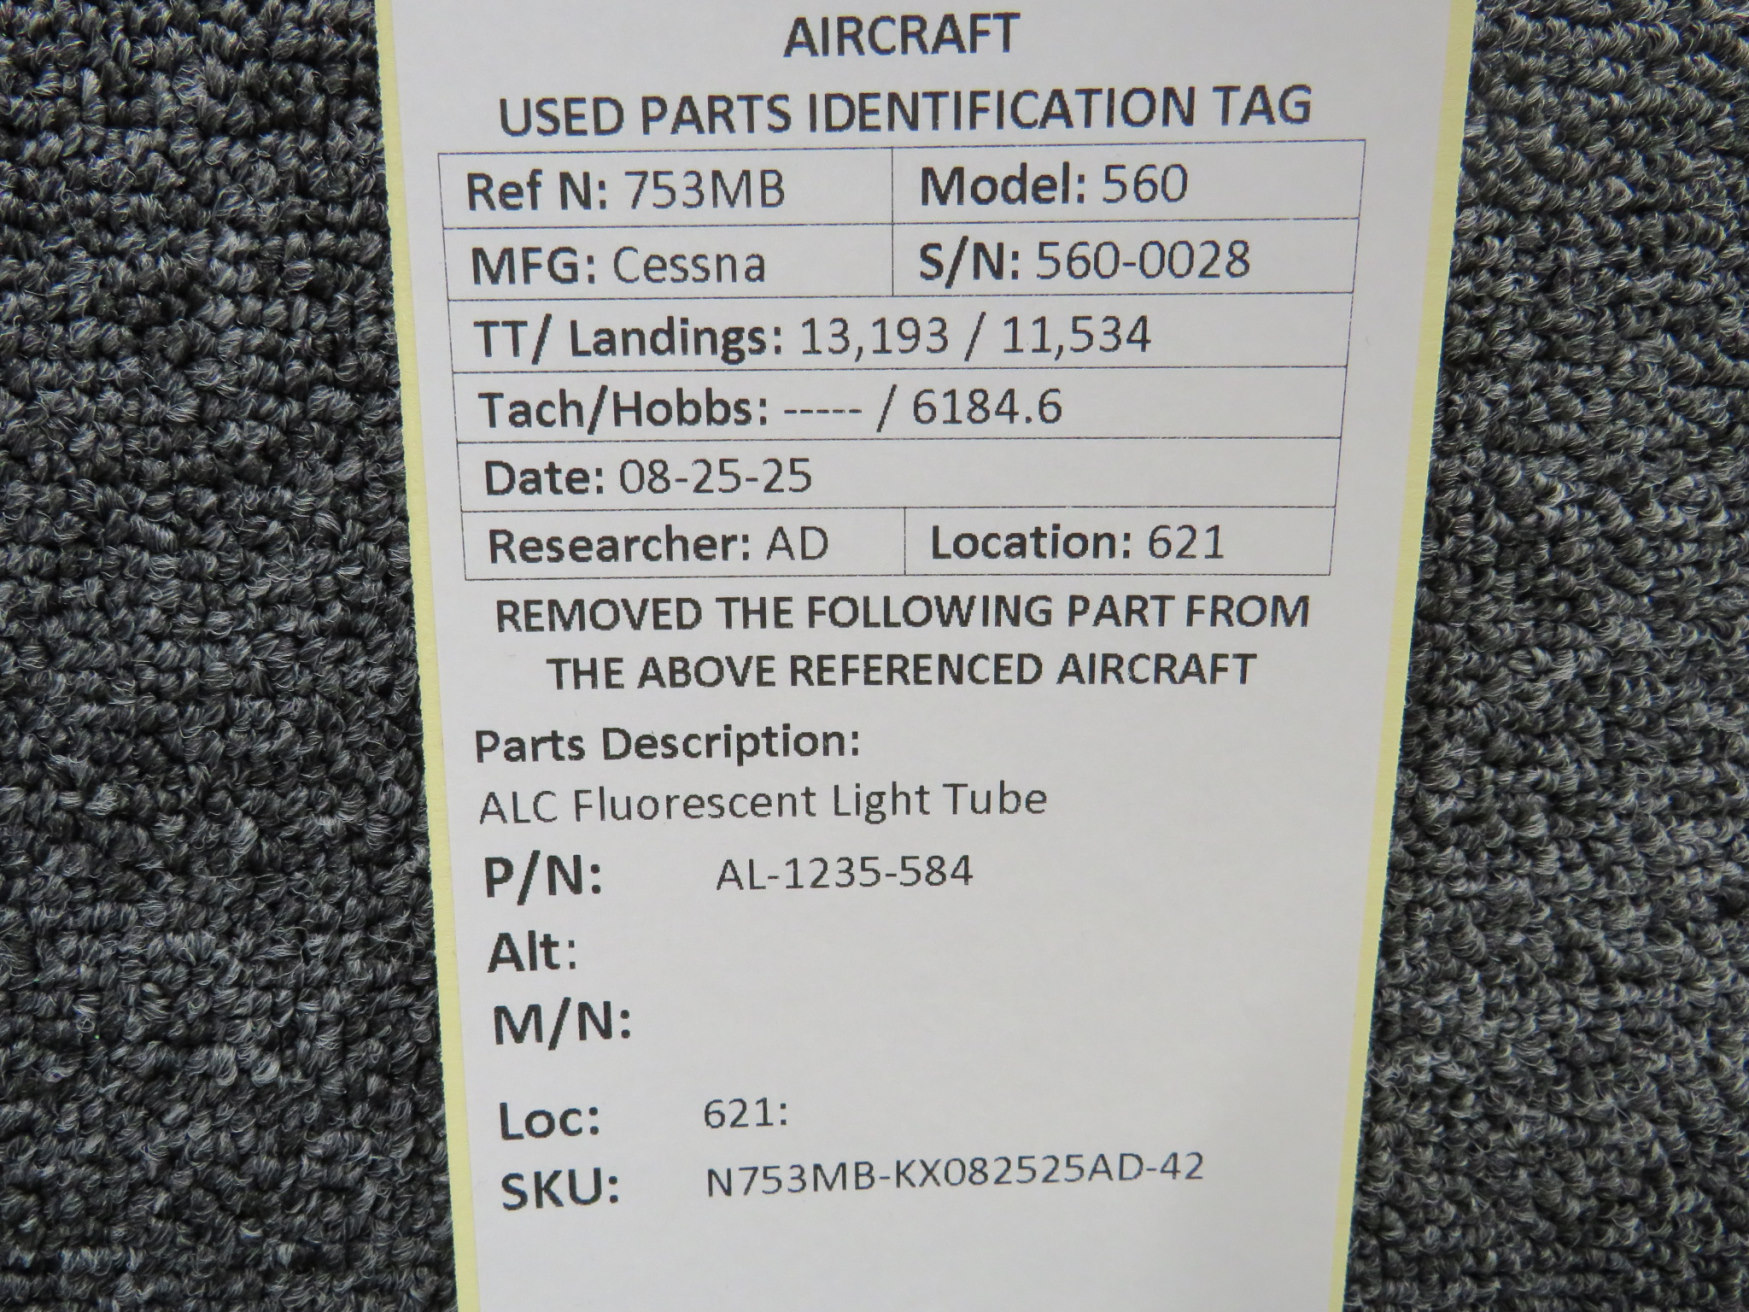 AIRCRAFT
USED PARTS IDENTIFICATION TAG
Ref N: 753MB Model: 560
MFG: Cessna S/N: 560-0028
TT/ Landings: 13,193 / 11,534
Tach/Hobbs: ----- / 6184.6
Date: 08-25-25
Researcher: AD Location: 621
REMOVED THE FOLLOWING PART FROM
THE ABOVE REFERENCED AIRCRAFT
Parts Description:
ALC Fluorescent Light Tube
P/N: AL-1235-584
Alt:
M/N:
Loc: 621:
SKU: N753MB-KX082525AD-42